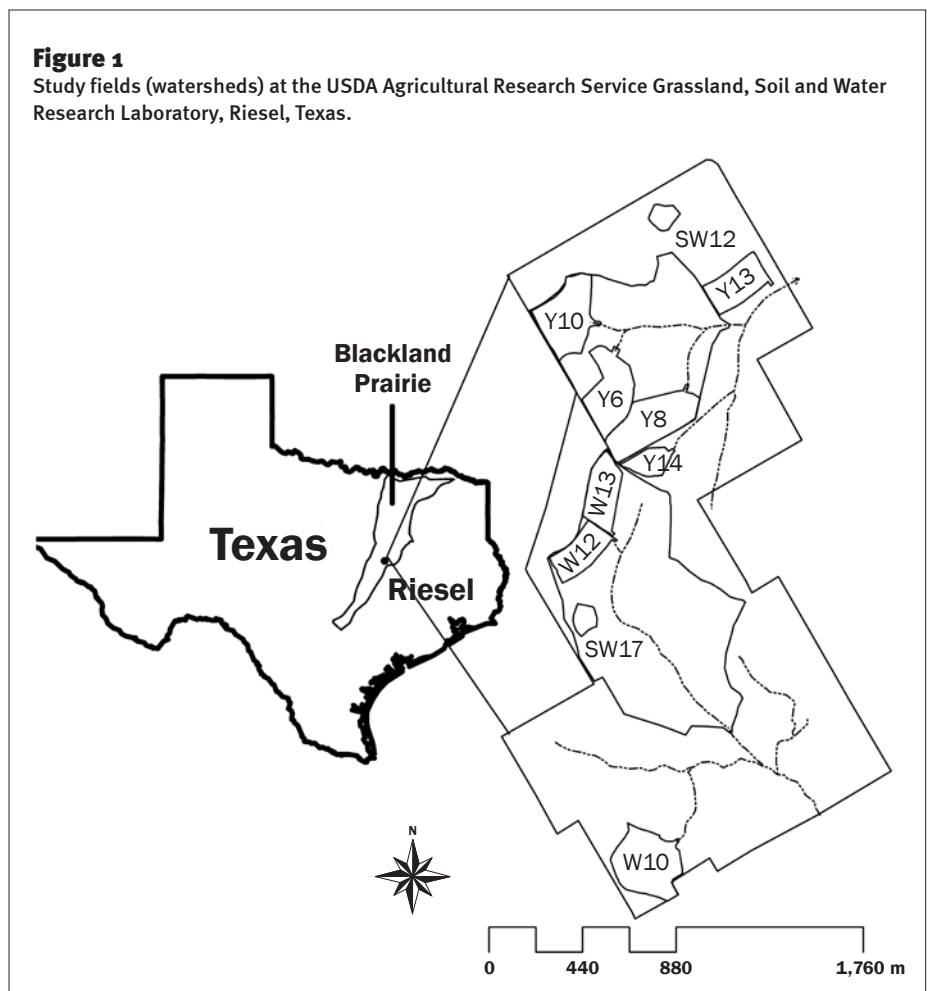 Figure 1
Study fields (watersheds) at the USDA Agricultural Research Service Grassland, Soil and Water
Research Laboratory, Riesel, Texas.
SW12
Y13
Y10
Blackland
Prairie
Y6
Y8
Y14
W13
Texas
W12
Riesel
SW17
N
W10
0 440 880 1,760 m